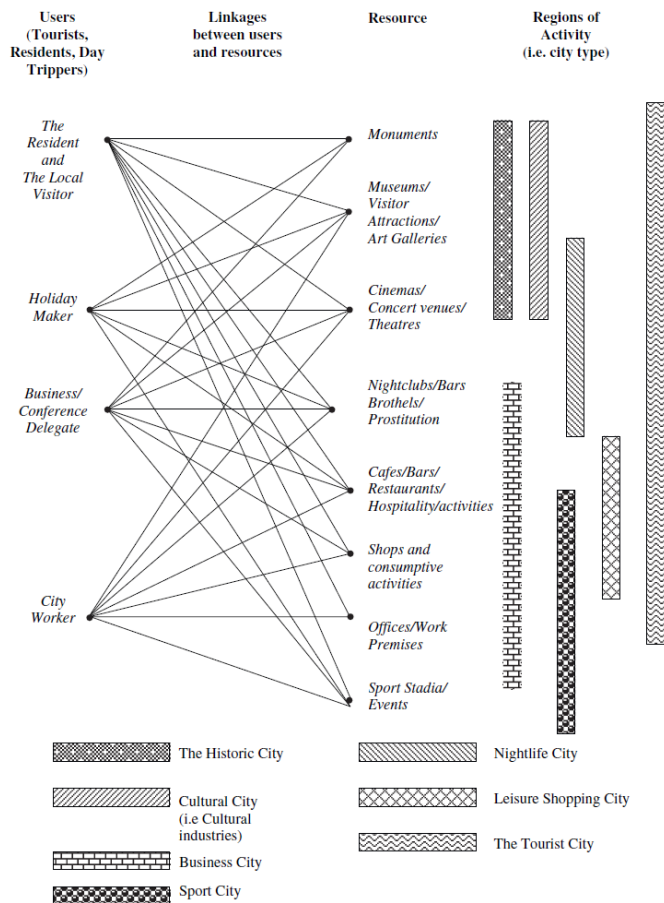 Users
(Tourists,
Residents, Day
Trippers)
Linkages
between users
and resources
Resource
Regions of
Activity
(i.e. city type)
The
Resident
and
The Local
Visitor
Holiday
Maker
Business/
Conference
Delegate
City
Worker
Monuments
Museums/
Visitor
Attractions/
Art Galleries
Cinemas/
Concert venues/
Theatres
Nightclubs/Bars
Brothels/
Prostitution
Cafes/Bars/
Restaurants/
Hospitality/activities
Shops and
consumptive
activities
Offices/Work
Premises
Sport Stadia/
Events
The Historic City
Cultural City
(i.e Cultural
industries)
Business City
Sport City
Nightlife City
Leisure Shopping City
The Tourist City